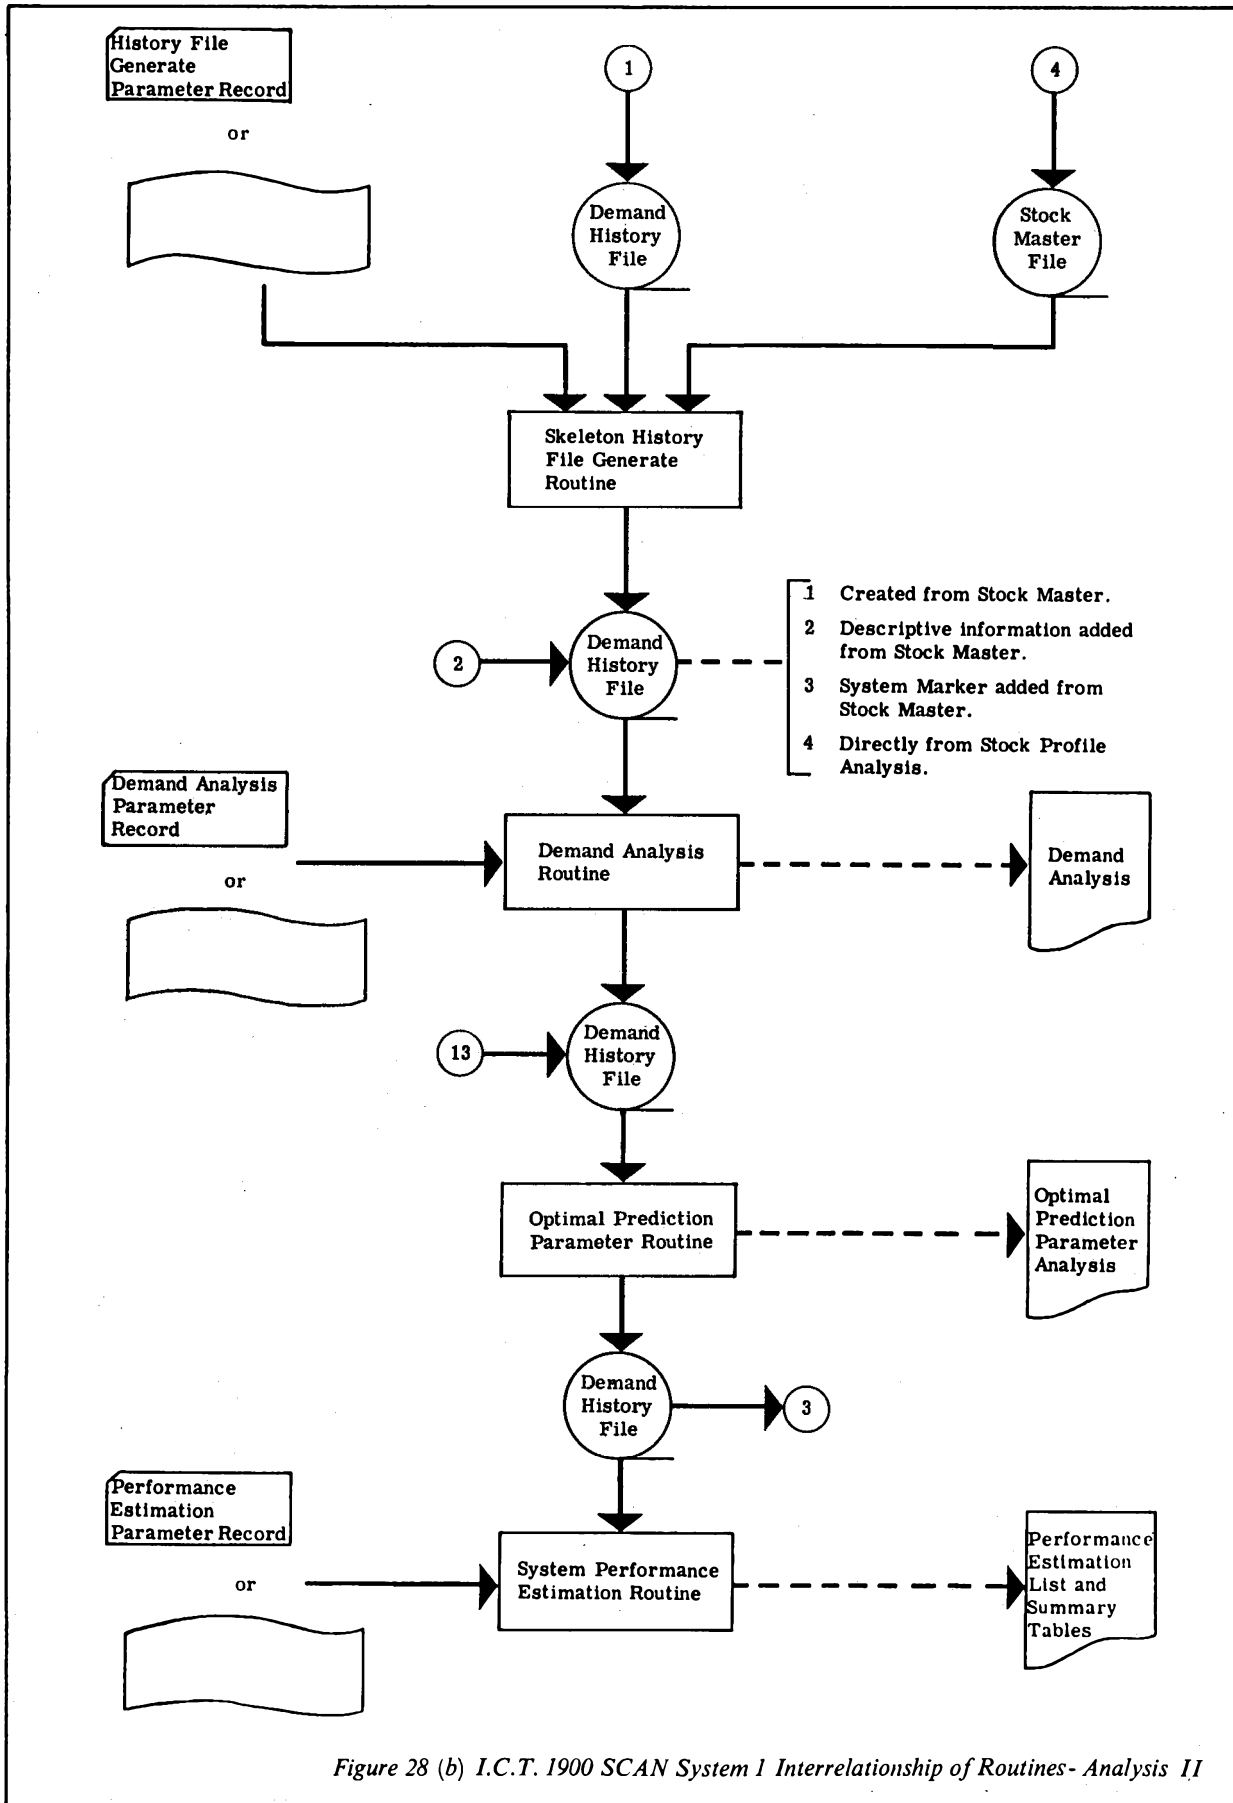 History File
Generate
Parameter Record
or
1
4
Demand
History
File
Stock
Master
File
Skeleton History
File Generate
Routine
2
Demand
History
File
1 Created from Stock Master.
2 Descriptive information added
from Stock Master.
3 System Marker added from
Stock Master.
4 Directly from Stock Profile
Analysis.
Demand Analysis
Parameter
Record
or
Demand Analysis
Routine
Demand
Analysis
13
Demand
History
File
Optimal Prediction
Parameter Routine
Optimal
Prediction
Parameter
Analysis
Demand
History
File
3
Performance
Estimation
Parameter Record
or
System Performance
Estimation Routine
Performance
Estimation
List and
Summary
Tables
Figure 28 (b) I.C.T. 1900 SCAN System 1 Interrelationship of Routines- Analysis II